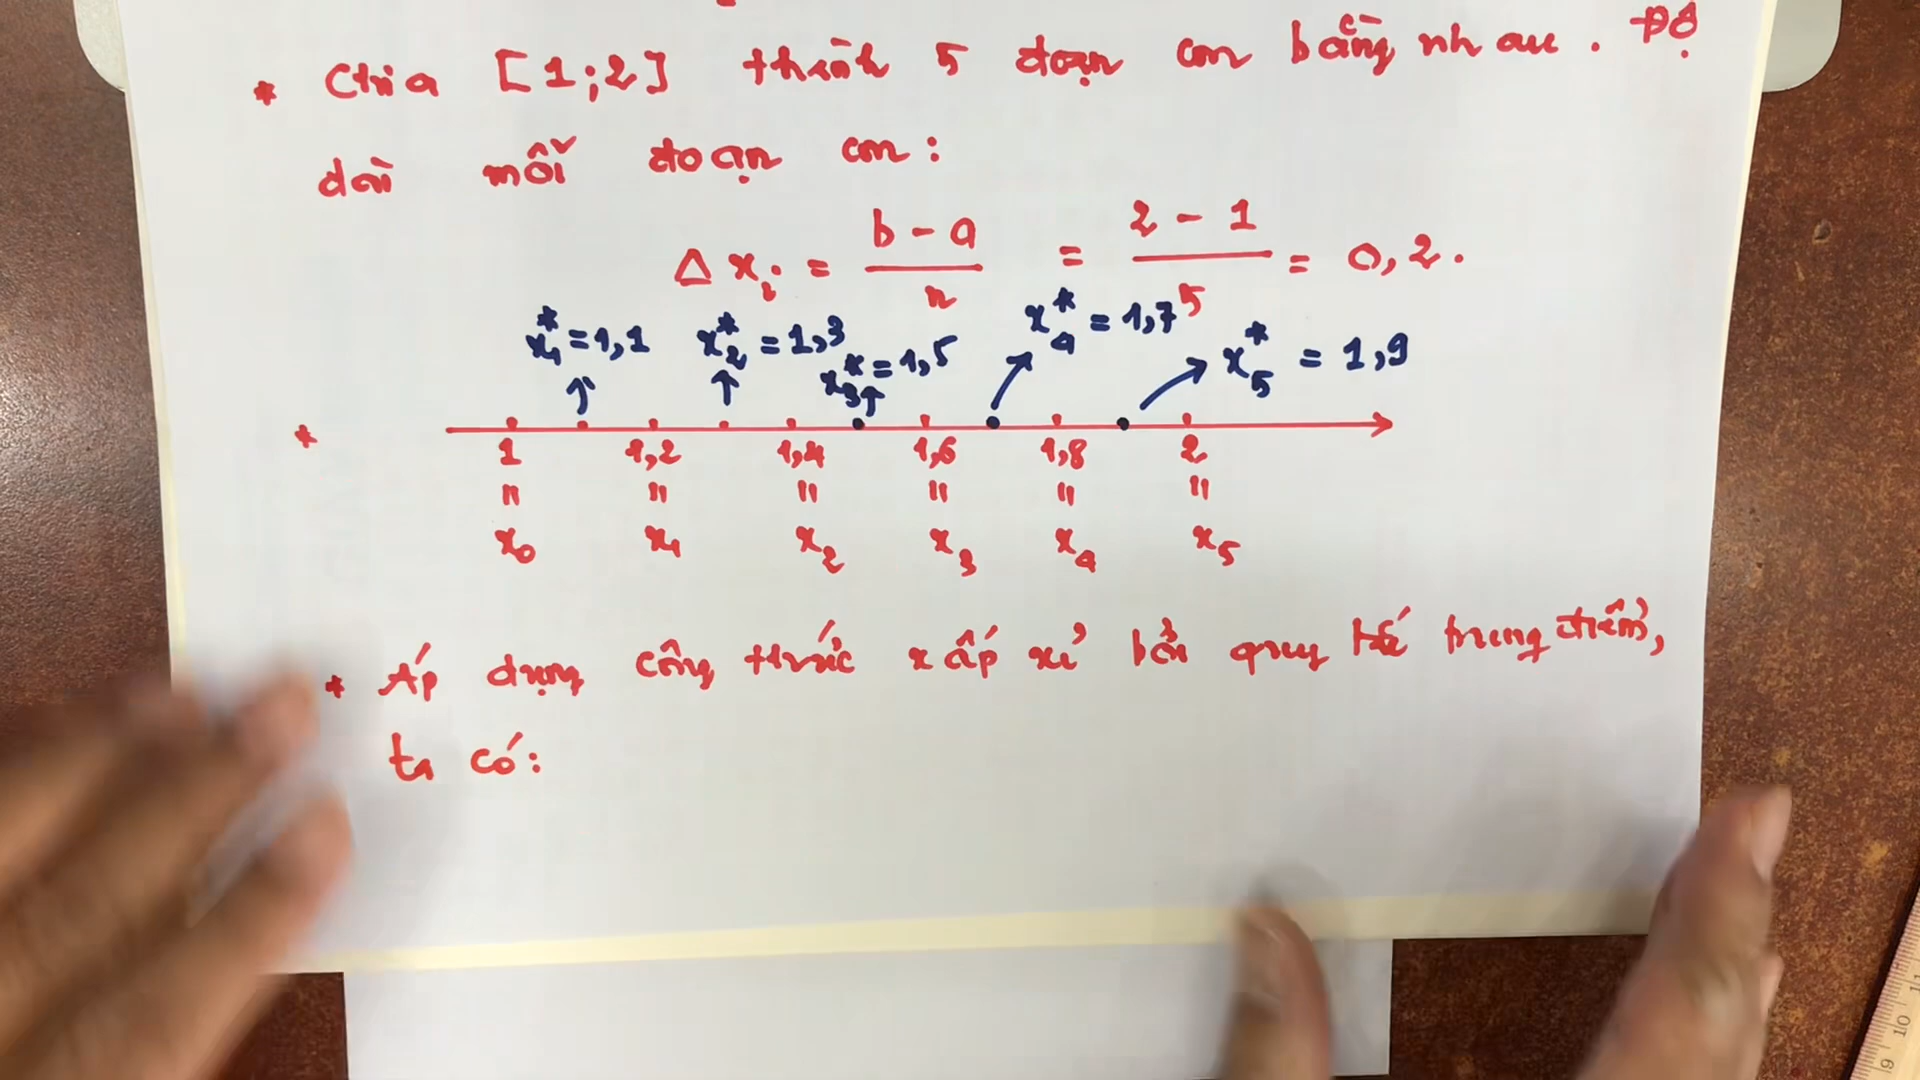 * Chia [1;2] thành 5 đoạn con bằng nhau. Độ
dài mỗi đoạn con:
Δxᵢ = (b - a)/n = (2 - 1)/5 = 0,2.
x₁* = 1,1 x₂* = 1,3 x₃* = 1,5 x₄* = 1,7 x₅* = 1,9
* 1 1,2 1,4 1,6 1,8 2
" " " " " "
x₀ x₁ x₂ x₃ x₄ x₅
* Áp dụng công thức xấp xỉ bởi quy tắc trung điểm,
ta có:
9 10 11